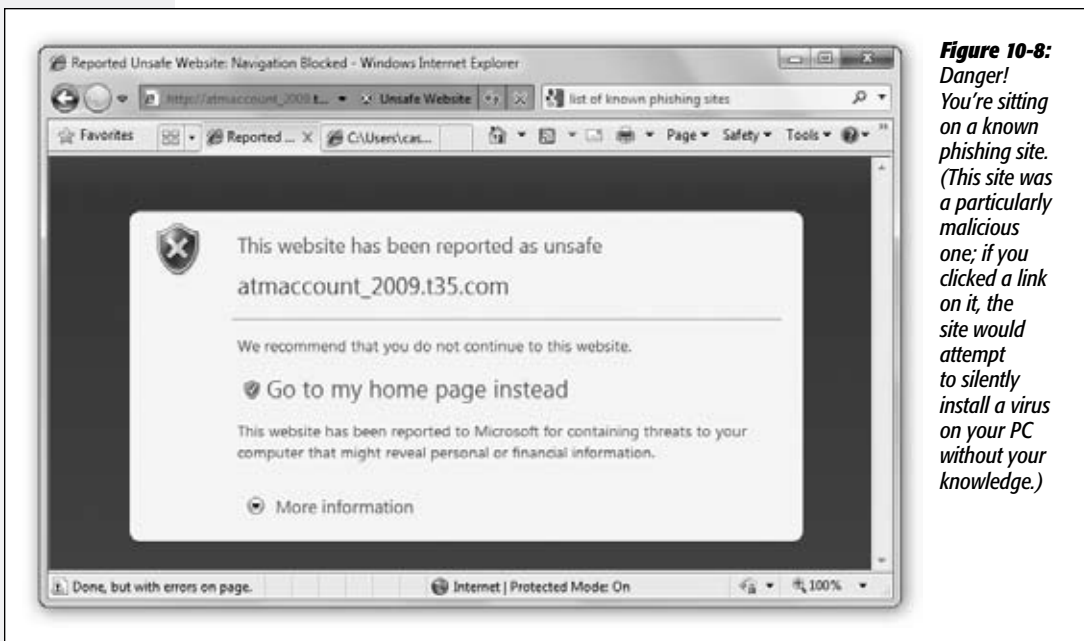 Reported Unsafe Website: Navigation Blocked - Windows Internet Explorer
http://atmaccount_2009.t... Unsafe Website list of known phishing sites
Favorites Reported ... X C:\Users\cas... Page Safety Tools
This website has been reported as unsafe
atmaccount_2009.t35.com
We recommend that you do not continue to this website.
Go to my home page instead
This website has been reported to Microsoft for containing threats to your
computer that might reveal personal or financial information.
More information
Done, but with errors on page. Internet | Protected Mode: On 100%
Figure 10-8:
Danger!
You're sitting
on a known
phishing site.
(This site was
a particularly
malicious
one; if you
clicked a link
on it, the
site would
attempt
to silently
install a virus
on your PC
without your
knowledge.)